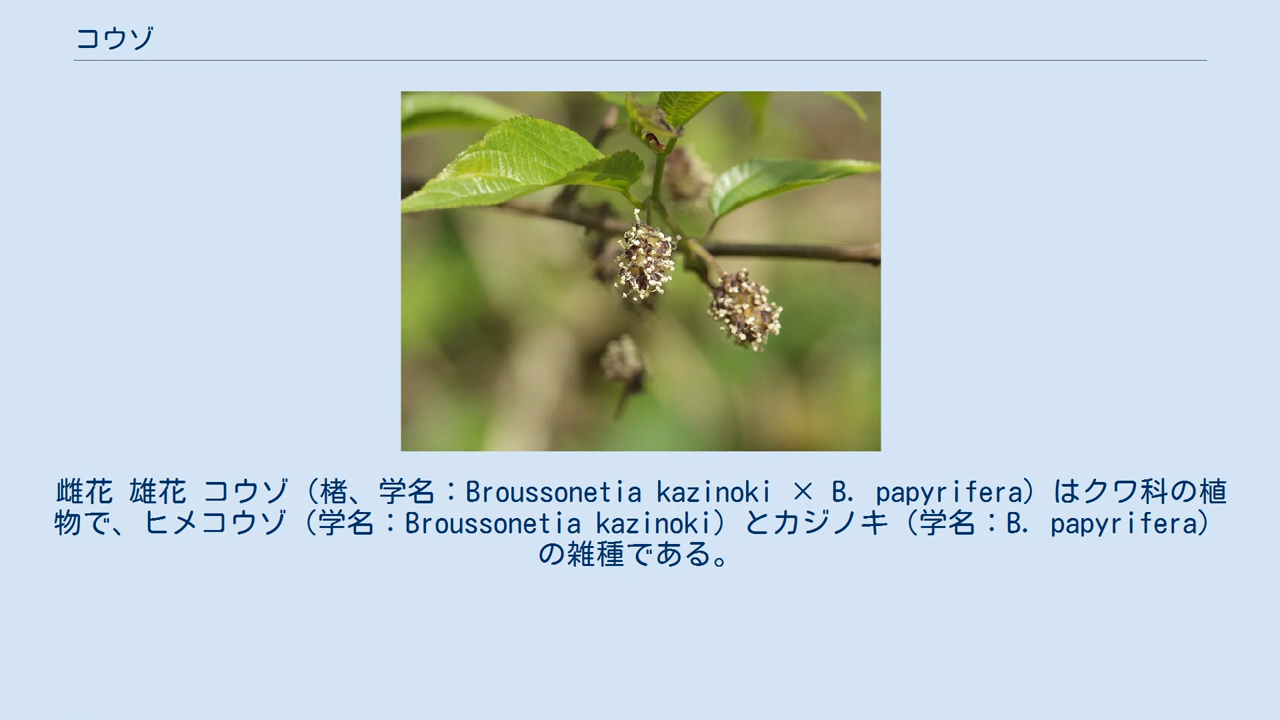 コウゾ
雌花 雄花 コウゾ（楮、学名：Broussonetia kazinoki × B. papyrifera）はクワ科の植
物で、ヒメコウゾ（学名：Broussonetia kazinoki）とカジノキ（学名：B. papyrifera）
の雑種である。